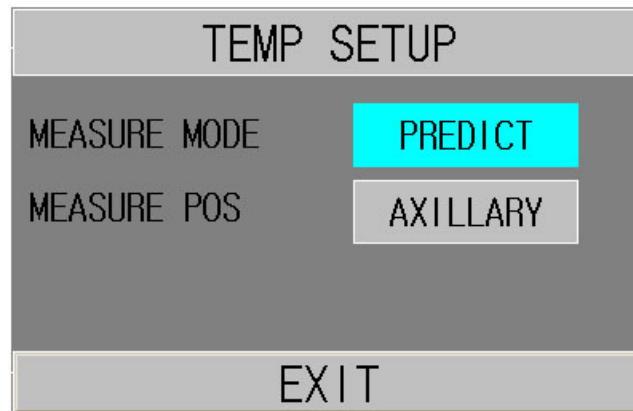 TEMP SETUP
MEASURE MODE PREDICT
MEASURE POS AXILLARY
EXIT